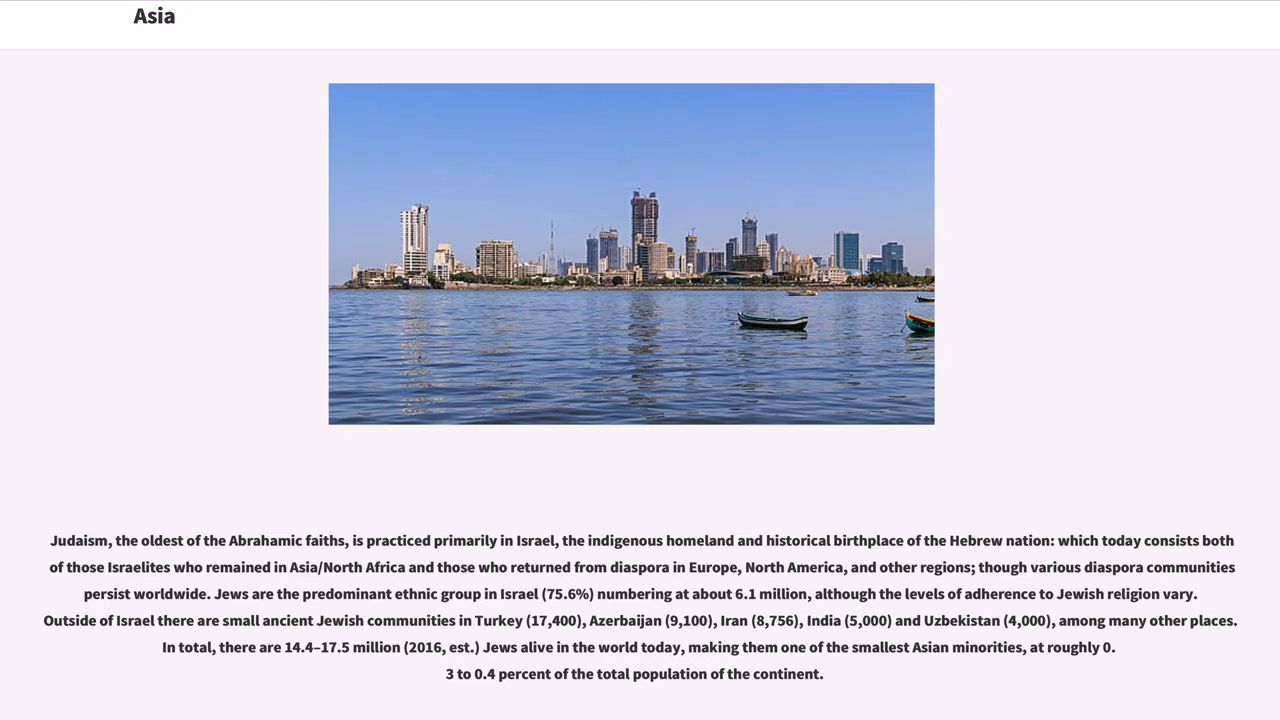 Asia
Judaism, the oldest of the Abrahamic faiths, is practiced primarily in Israel, the indigenous homeland and historical birthplace of the Hebrew nation: which today consists both
of those Israelites who remained in Asia/North Africa and those who returned from diaspora in Europe, North America, and other regions; though various diaspora communities
persist worldwide. Jews are the predominant ethnic group in Israel (75.6%) numbering at about 6.1 million, although the levels of adherence to Jewish religion vary.
Outside of Israel there are small ancient Jewish communities in Turkey (17,400), Azerbaijan (9,100), Iran (8,756), India (5,000) and Uzbekistan (4,000), among many other places.
In total, there are 14.4–17.5 million (2016, est.) Jews alive in the world today, making them one of the smallest Asian minorities, at roughly 0.
3 to 0.4 percent of the total population of the continent.